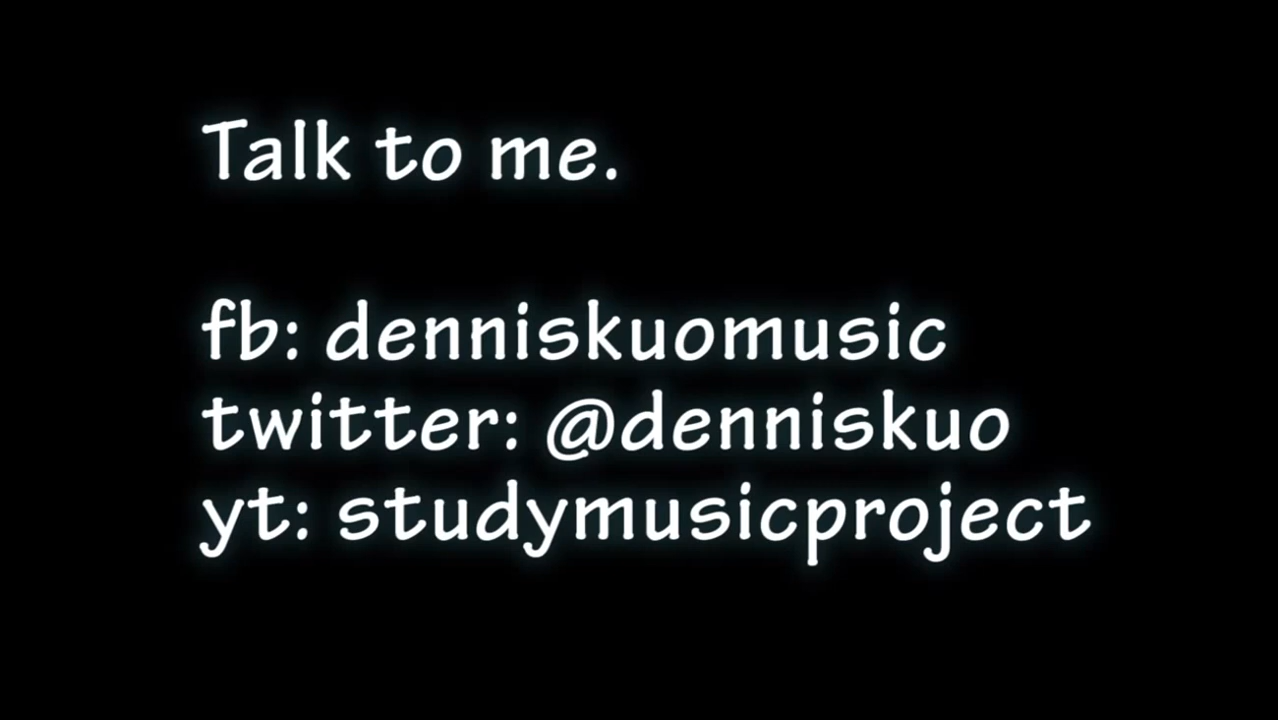 Talk to me.
fb: denniskuomusic
twitter: @denniskuo
yt: studymusicproject